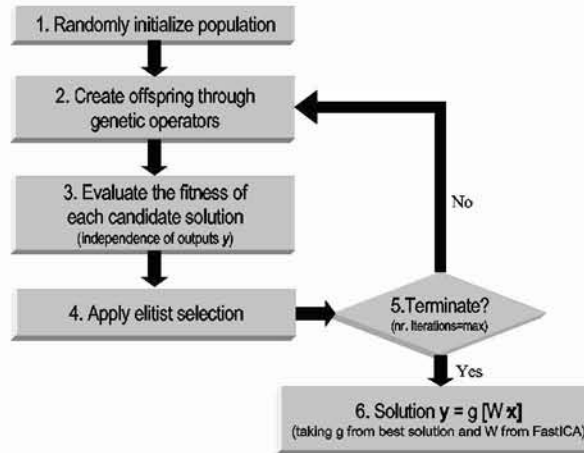 1. Randomly initialize population
2. Create offspring through
genetic operators
3. Evaluate the fitness of
each candidate solution
(independence of outputs y)
4. Apply elitist selection
5.Terminate?
(nr. Iterations=max)
No
Yes
6. Solution y = g [W x]
(taking g from best solution and W from FastICA)